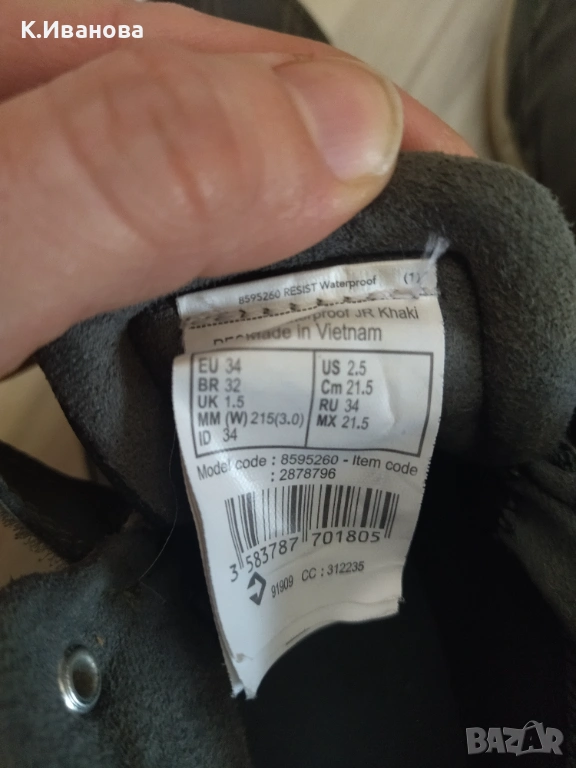 К.Иванова
8595260 RESIST Waterproof (1)
JR Khaki
Made in Vietnam
EU 34
BR 32
UK 1.5
MM (W) 215(3.0)
ID 34
US 2.5
Cm 21.5
RU 34
MX 21.5
Model code : 8595260 - Item code
: 2878796
3 583787 701805
91909 CC : 312235
BAZAR